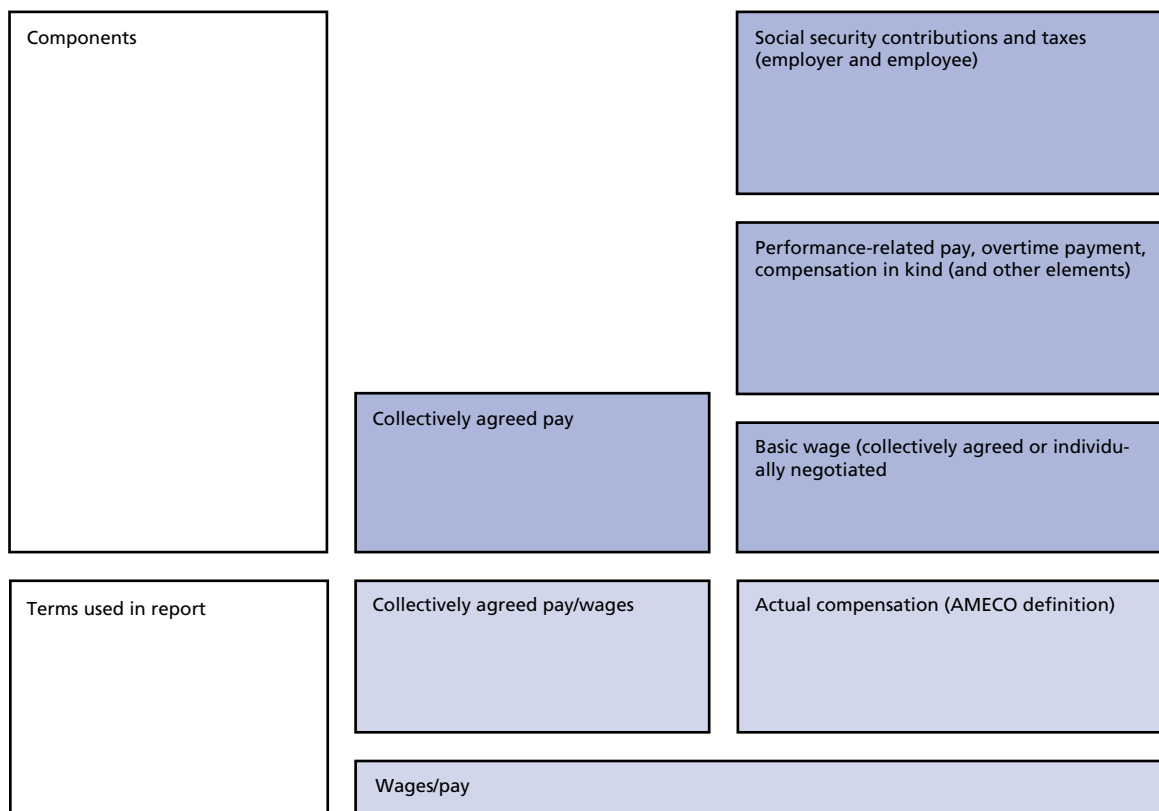 Components
Social security contributions and taxes
(employer and employee)
Performance-related pay, overtime payment,
compensation in kind (and other elements)
Collectively agreed pay
Basic wage (collectively agreed or individu-
ally negotiated
Terms used in report
Collectively agreed pay/wages
Actual compensation (AMECO definition)
Wages/pay